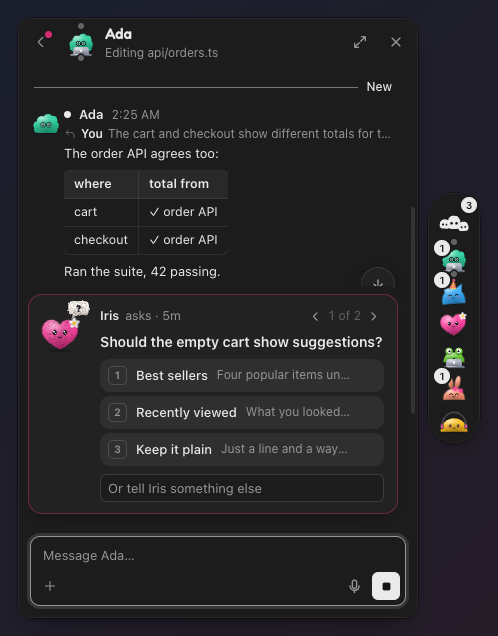 Ada
Editing api/orders.ts
New
Ada 2:25 AM
You The cart and checkout show different totals for t...
The order API agrees too:
where total from
cart ✓ order API
checkout ✓ order API
Ran the suite, 42 passing.
?
Iris asks · 5m
1 of 2
Should the empty cart show suggestions?
1 Best sellers Four popular items un...
2 Recently viewed What you looked...
3 Keep it plain Just a line and a way...
Or tell Iris something else
Message Ada...
3
1
1
1